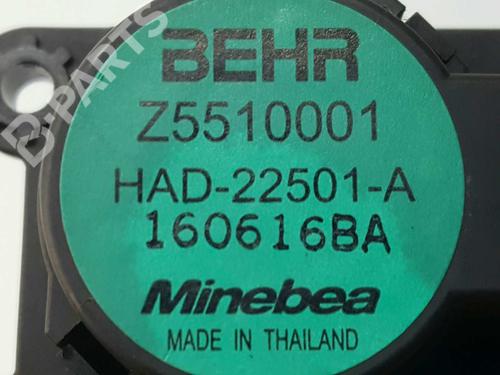 B-PARTS
BEHR
Z5510001
HAD-22501-A
160616BA
Minebea
MADE IN THAILAND